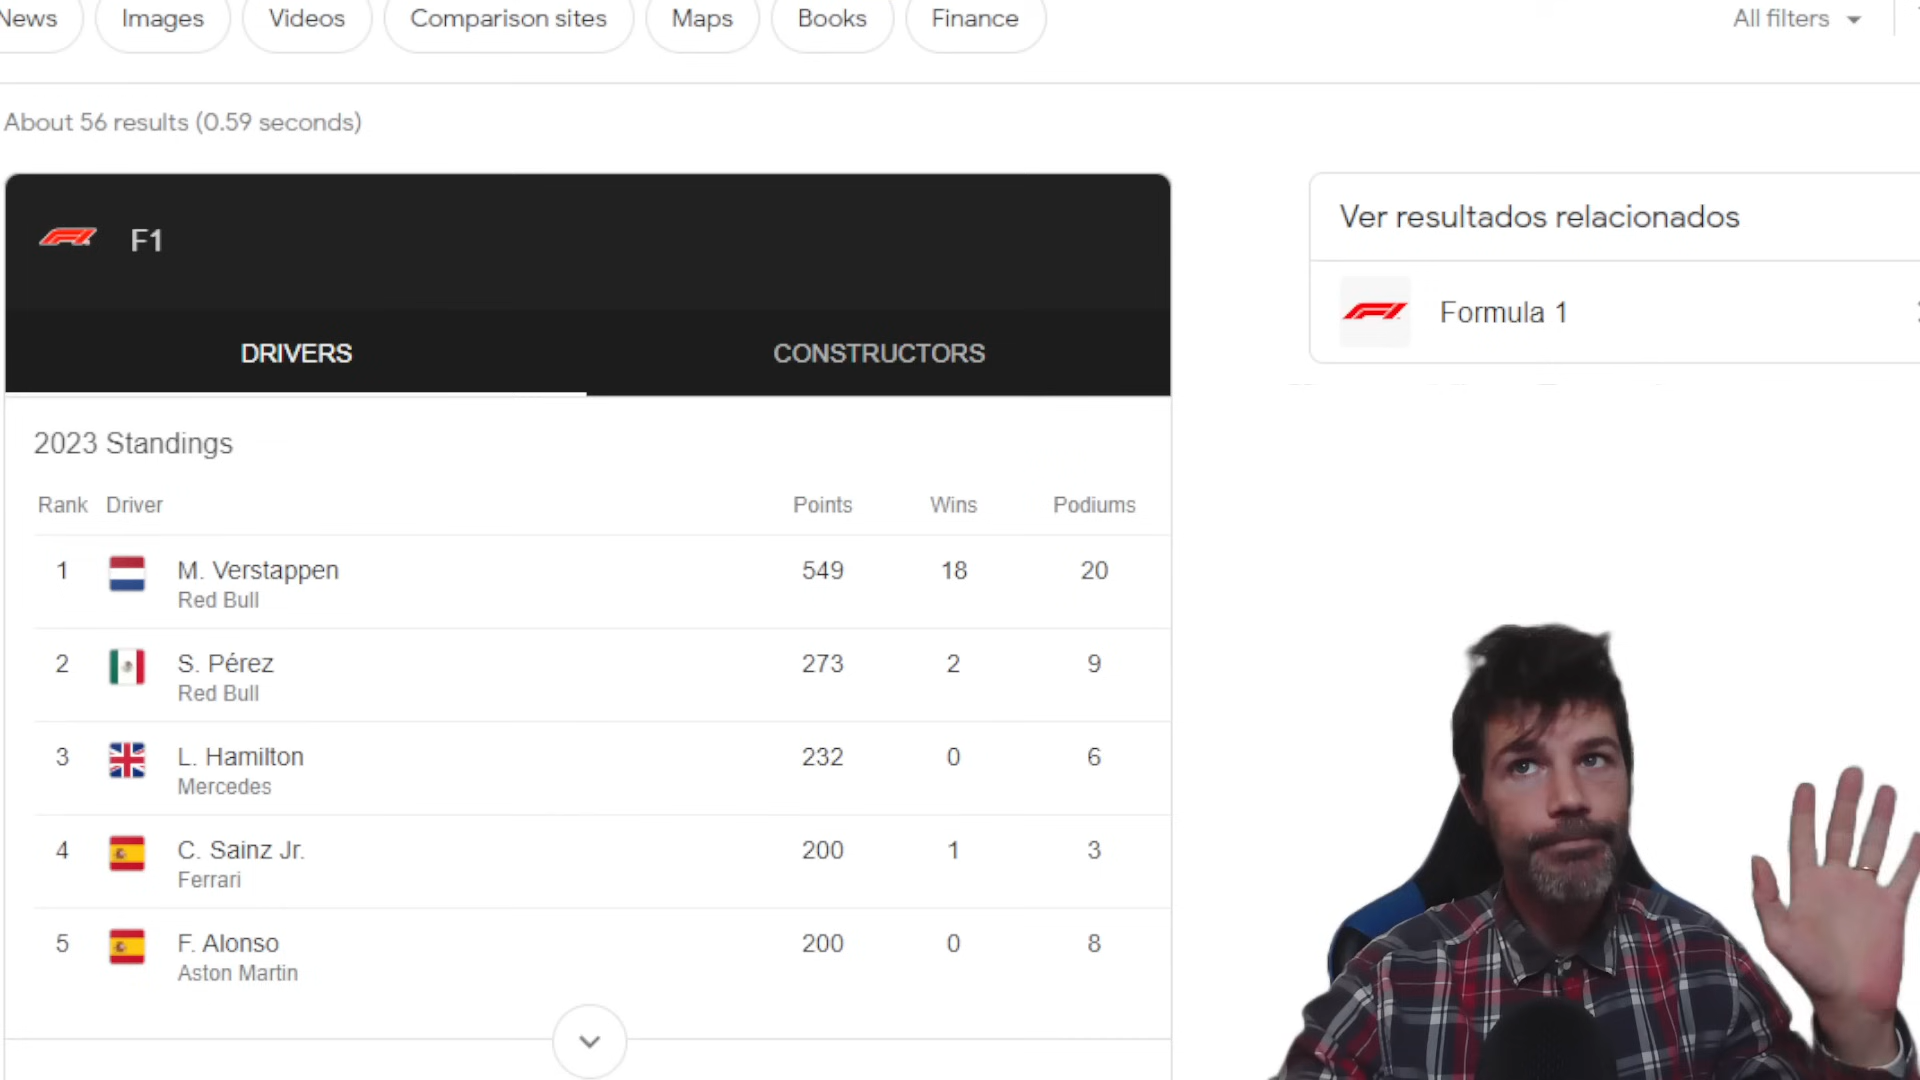 News Images Videos Comparison sites Maps Books Finance All filters
About 56 results (0.59 seconds)
F1
DRIVERS CONSTRUCTORS
2023 Standings
Rank Driver Points Wins Podiums
1 M. Verstappen 549 18 20
Red Bull
2 S. Pérez 273 2 9
Red Bull
3 L. Hamilton 232 0 6
Mercedes
4 C. Sainz Jr. 200 1 3
Ferrari
5 F. Alonso 200 0 8
Aston Martin
Ver resultados relacionados
Formula 1